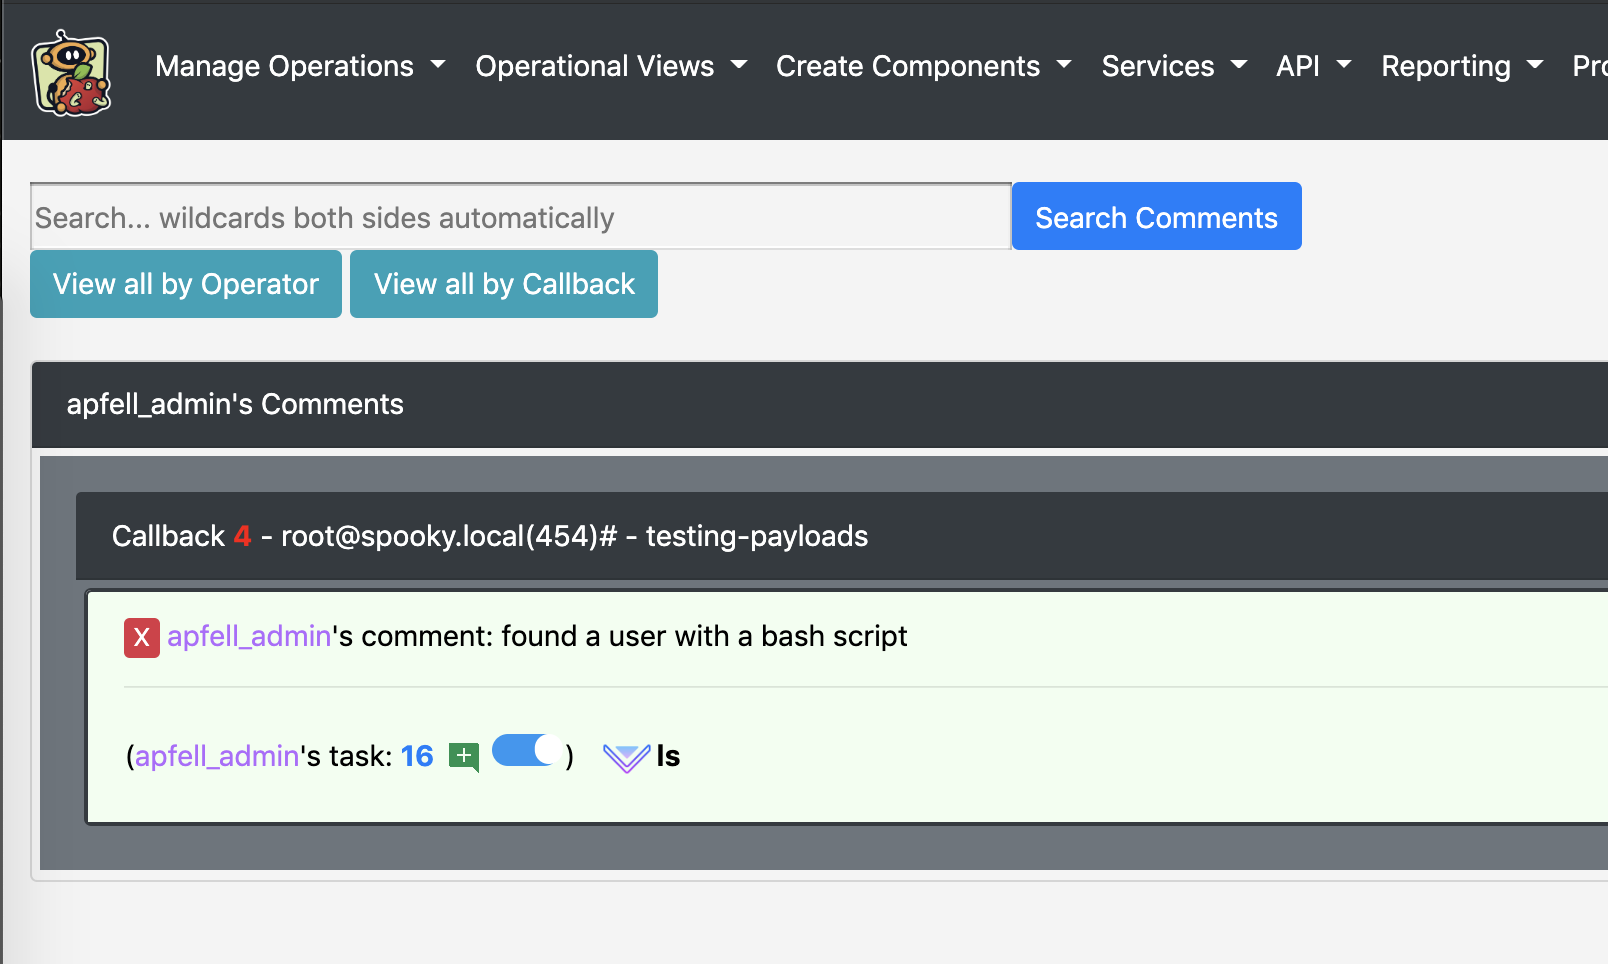 Manage Operations Operational Views Create Components Services API Reporting
Search... wildcards both sides automatically Search Comments
View all by Operator View all by Callback
apfell_admin's Comments
Callback 4 - root@spooky.local(454)# - testing-payloads
X apfell_admin's comment: found a user with a bash script
(apfell_admin's task: 16 ) ls